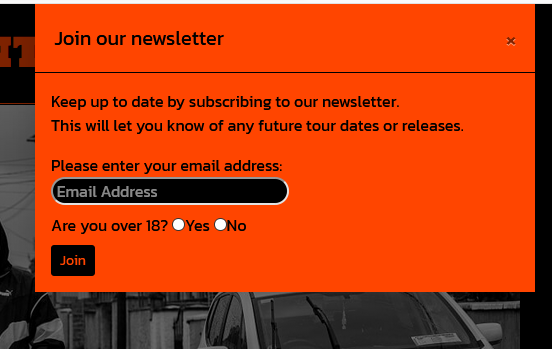 Join our newsletter
×
Keep up to date by subscribing to our newsletter.
This will let you know of any future tour dates or releases.
Please enter your email address:
Email Address
Are you over 18? Yes No
Join